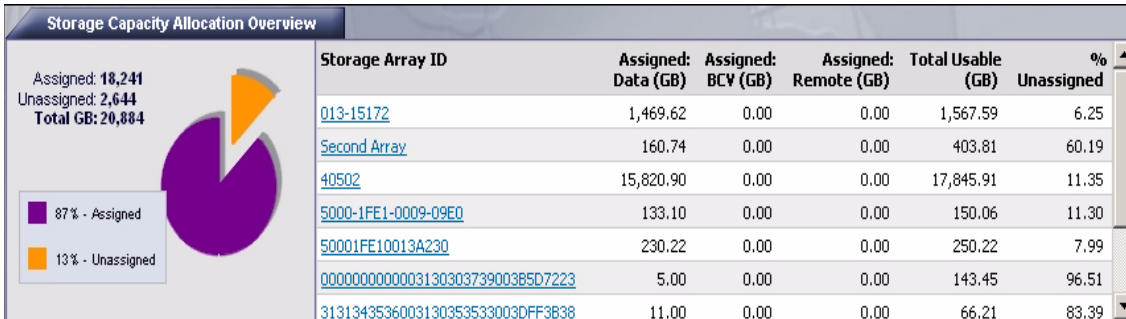 Storage Capacity Allocation Overview
Assigned: 18,241
Unassigned: 2,644
Total GB: 20,884
87% - Assigned
13% - Unassigned
Storage Array ID Assigned: Data (GB) Assigned: BCV (GB) Assigned: Remote (GB) Total Usable (GB) % Unassigned
013-15172 1,469.62 0.00 0.00 1,567.59 6.25
Second Array 160.74 0.00 0.00 403.81 60.19
40502 15,820.90 0.00 0.00 17,845.91 11.35
5000-1FE1-0009-09E0 133.10 0.00 0.00 150.06 11.30
50001FE10013A230 230.22 0.00 0.00 250.22 7.99
0000000000003130303739003B5D7223 5.00 0.00 0.00 143.45 96.51
3131343536003130353533003DFF3B38 11.00 0.00 0.00 66.21 83.39